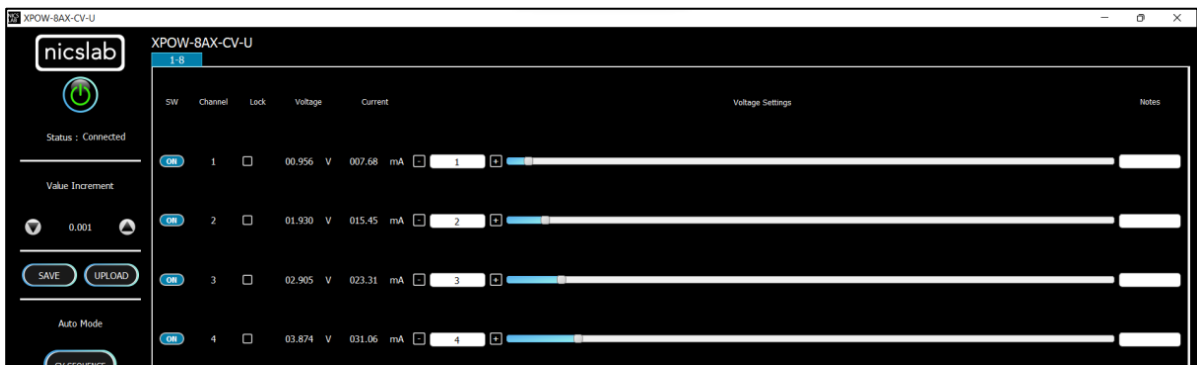 XPOW-8AX-CV-U
nicslab
XPOW-8AX-CV-U
1-8
SW Channel Lock Voltage Current Voltage Settings Notes
Status : Connected
ON 1 00.956 V 007.68 mA - 1 +
Value Increment
0.001
ON 2 01.930 V 015.45 mA - 2 +
SAVE UPLOAD
ON 3 02.905 V 023.31 mA - 3 +
Auto Mode
ON 4 03.874 V 031.06 mA - 4 +